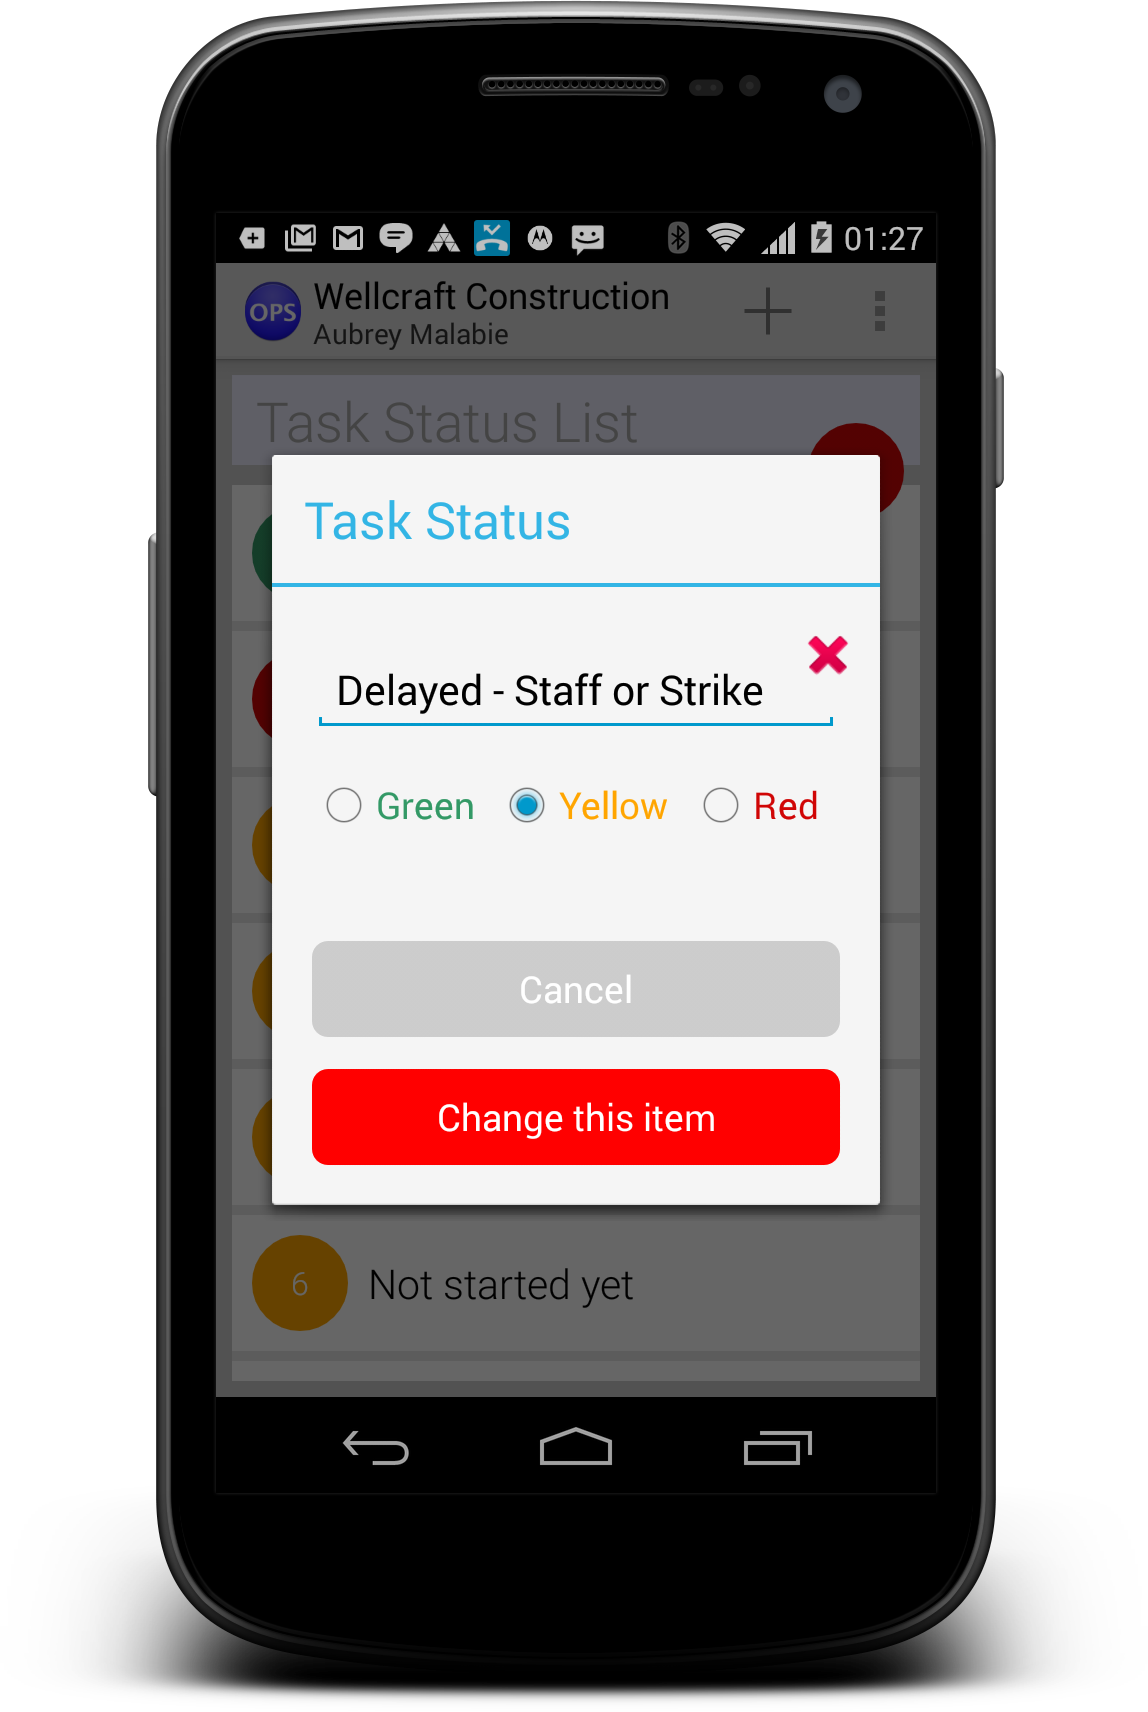 01:27
OPS
Wellcraft Construction
Aubrey Malabie
Task Status List
Task Status
Delayed - Staff or Strike
Green Yellow Red
Cancel
Change this item
6 Not started yet